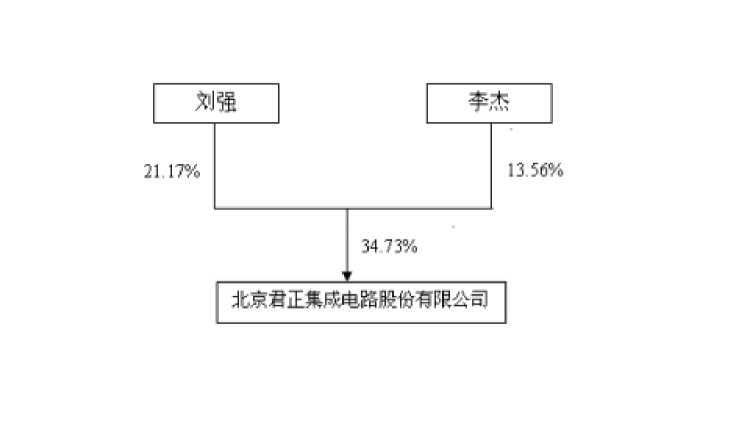 刘强
李杰
21.17%
13.56%
34.73%
北京君正集成电路股份有限公司